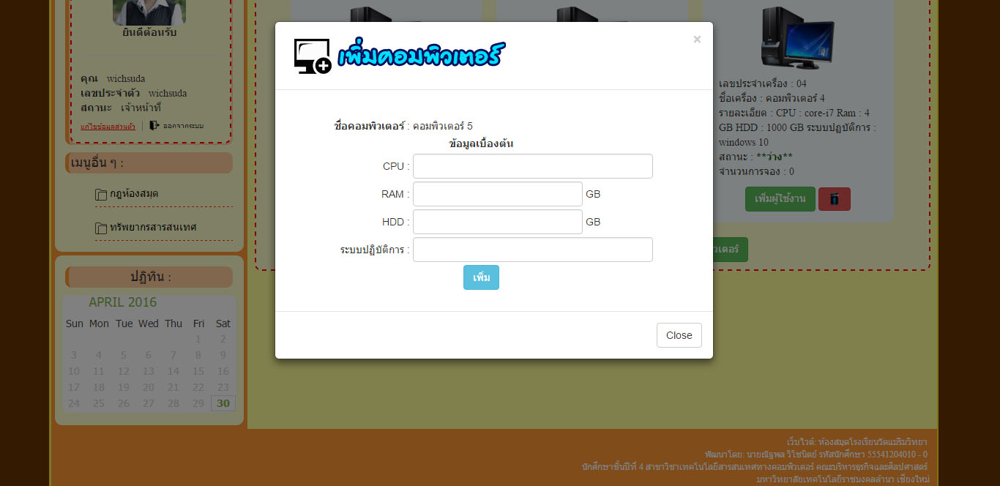 ยินดีต้อนรับ
คุณ wichsuda
เลขประจำตัว wichsuda
สถานะ เจ้าหน้าที่
แก้ไขข้อมูลส่วนตัว | ออกจากระบบ
เมนูอื่น ๆ :
กฎห้องสมุด
ทรัพยากรสารสนเทศ
ปฏิทิน :
APRIL 2016
Sun Mon Tue Wed Thu Fri Sat
1 2
3 4 5 6 7 8 9
10 11 12 13 14 15 16
17 18 19 20 21 22 23
24 25 26 27 28 29 30
เพิ่มคอมพิวเตอร์
×
ชื่อคอมพิวเตอร์ : คอมพิวเตอร์ 5
ข้อมูลเบื้องต้น
CPU :
RAM : GB
HDD : GB
ระบบปฏิบัติการ :
เพิ่ม
Close
เลขประจำเครื่อง : 04
ชื่อเครื่อง : คอมพิวเตอร์ 4
รายละเอียด : CPU : core-i7 Ram : 4
GB HDD : 1000 GB ระบบปฏิบัติการ :
windows 10
สถานะ : **ว่าง**
จำนวนการจอง : 0
เพิ่มผู้ใช้งาน
วเตอร์
เว็บไวต์: ห้องสมุดโรงเรียนวัดแม่ริมวิทยา
พัฒนาโดย: นายณัฐพล วิโชนิตย์ รหัสนักศึกษา 55541204010 - 0
นักศึกษาชั้นปีที่ 4 สาขาวิชาเทคโนโลยีสารสนเทศทางคอมพิวเตอร์ คณะบริหารธุรกิจและศิลปศาสตร์
มหาวิทยาลัยเทคโนโลยีราชมงคลล้านนา เชียงใหม่